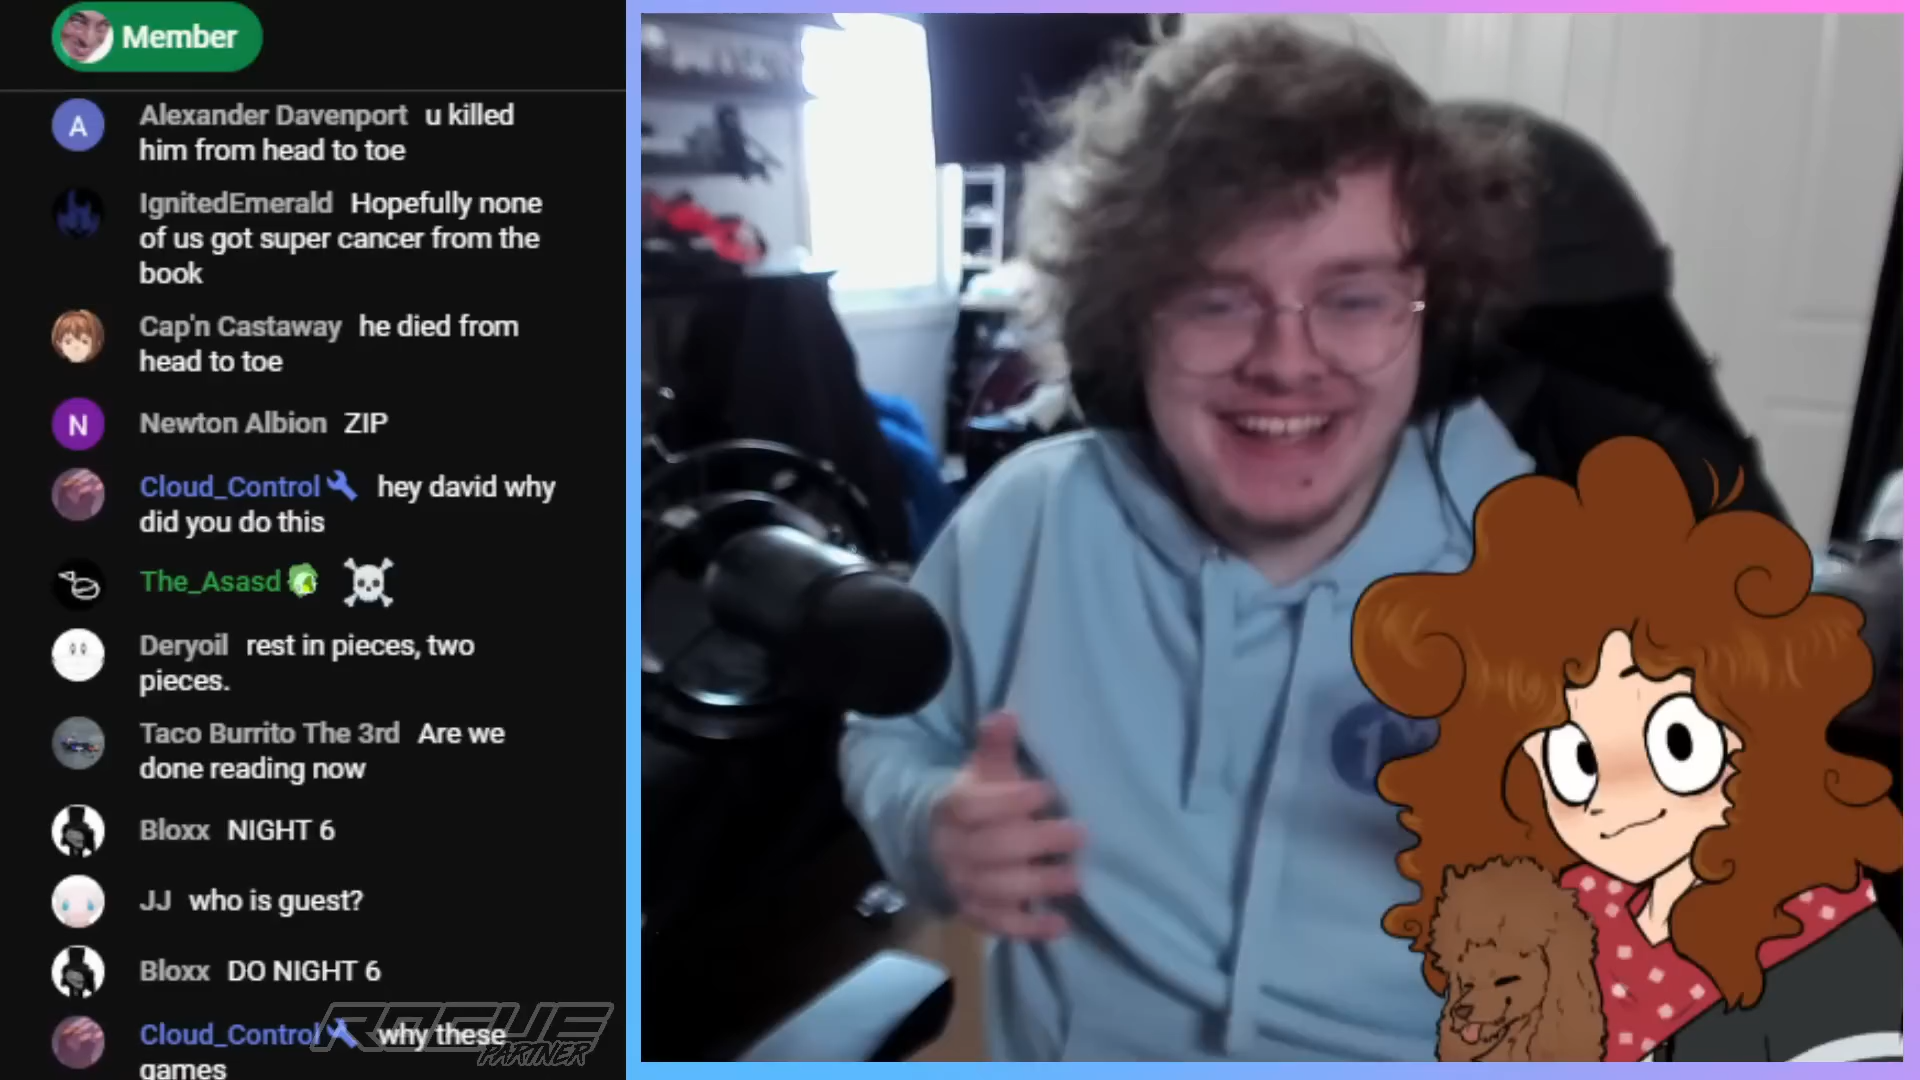 Member
Alexander Davenport u killed
him from head to toe
IgnitedEmerald Hopefully none
of us got super cancer from the
book
Cap'n Castaway he died from
head to toe
A
N
Newton Albion ZIP
Cloud_Control hey david why
did you do this
The_Asasd
Deryoil rest in pieces, two
pieces.
Taco Burrito The 3rd Are we
done reading now
Bloxx NIGHT 6
JJ who is guest?
Bloxx DO NIGHT 6
Cloud_Control why these
games
ROGUE
PARTNER